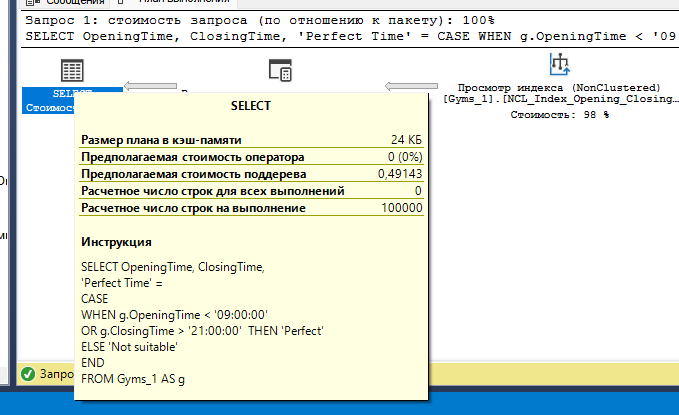 Сообщения
План выполнения
Запрос 1: стоимость запроса (по отношению к пакету): 100%
SELECT OpeningTime, ClosingTime, 'Perfect Time' = CASE WHEN g.OpeningTime < '09
SELECT
Стоимость
Просмотр индекса (NonClustered)
[Gyms_1].[NCL_Index_Opening_Closing…
Стоимость: 98 %
SELECT
Размер плана в кэш-памяти 24 КБ
Предполагаемая стоимость оператора 0 (0%)
Предполагаемая стоимость поддерева 0,49143
Расчетное число строк для всех выполнений 0
Расчетное число строк на выполнение 100000
Инструкция
SELECT OpeningTime, ClosingTime,
'Perfect Time' =
CASE
WHEN g.OpeningTime < '09:00:00'
OR g.ClosingTime > '21:00:00' THEN 'Perfect'
ELSE 'Not suitable'
END
FROM Gyms_1 AS g
Запро